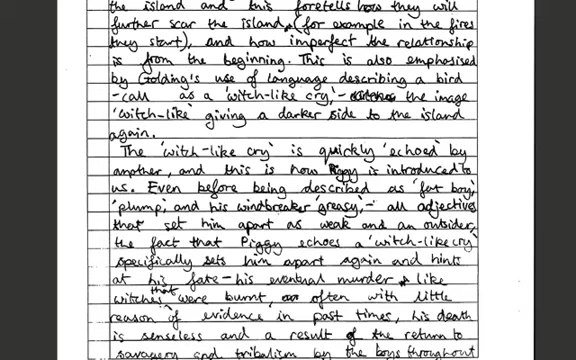 the island and this foretells how they will
further scar the island (for example in the fires
they start), and how imperfect the relationship
is from the beginning. This is also emphasised
by Golding's use of language describing a bird
-call as a 'witch-like cry,'- the image
'witch-like' giving a darker side to the island
again.
The 'witch-like cry' is quickly 'echoed' by
another, and this is how Piggy is introduced to
us. Even before being described as 'fat boy,'
'plump,' and his windbreaker 'greasy,' - all adjectives
that set him apart as weak and an outsider,
the fact that Piggy echoes a 'witch-like cry'
specifically sets him apart again and hints
at his fate - his eventual murder like
witches that were burnt, often with little
reason of evidence in past times, his death
is senseless and a result of the return to
savagery and tribalism by the boys throughout